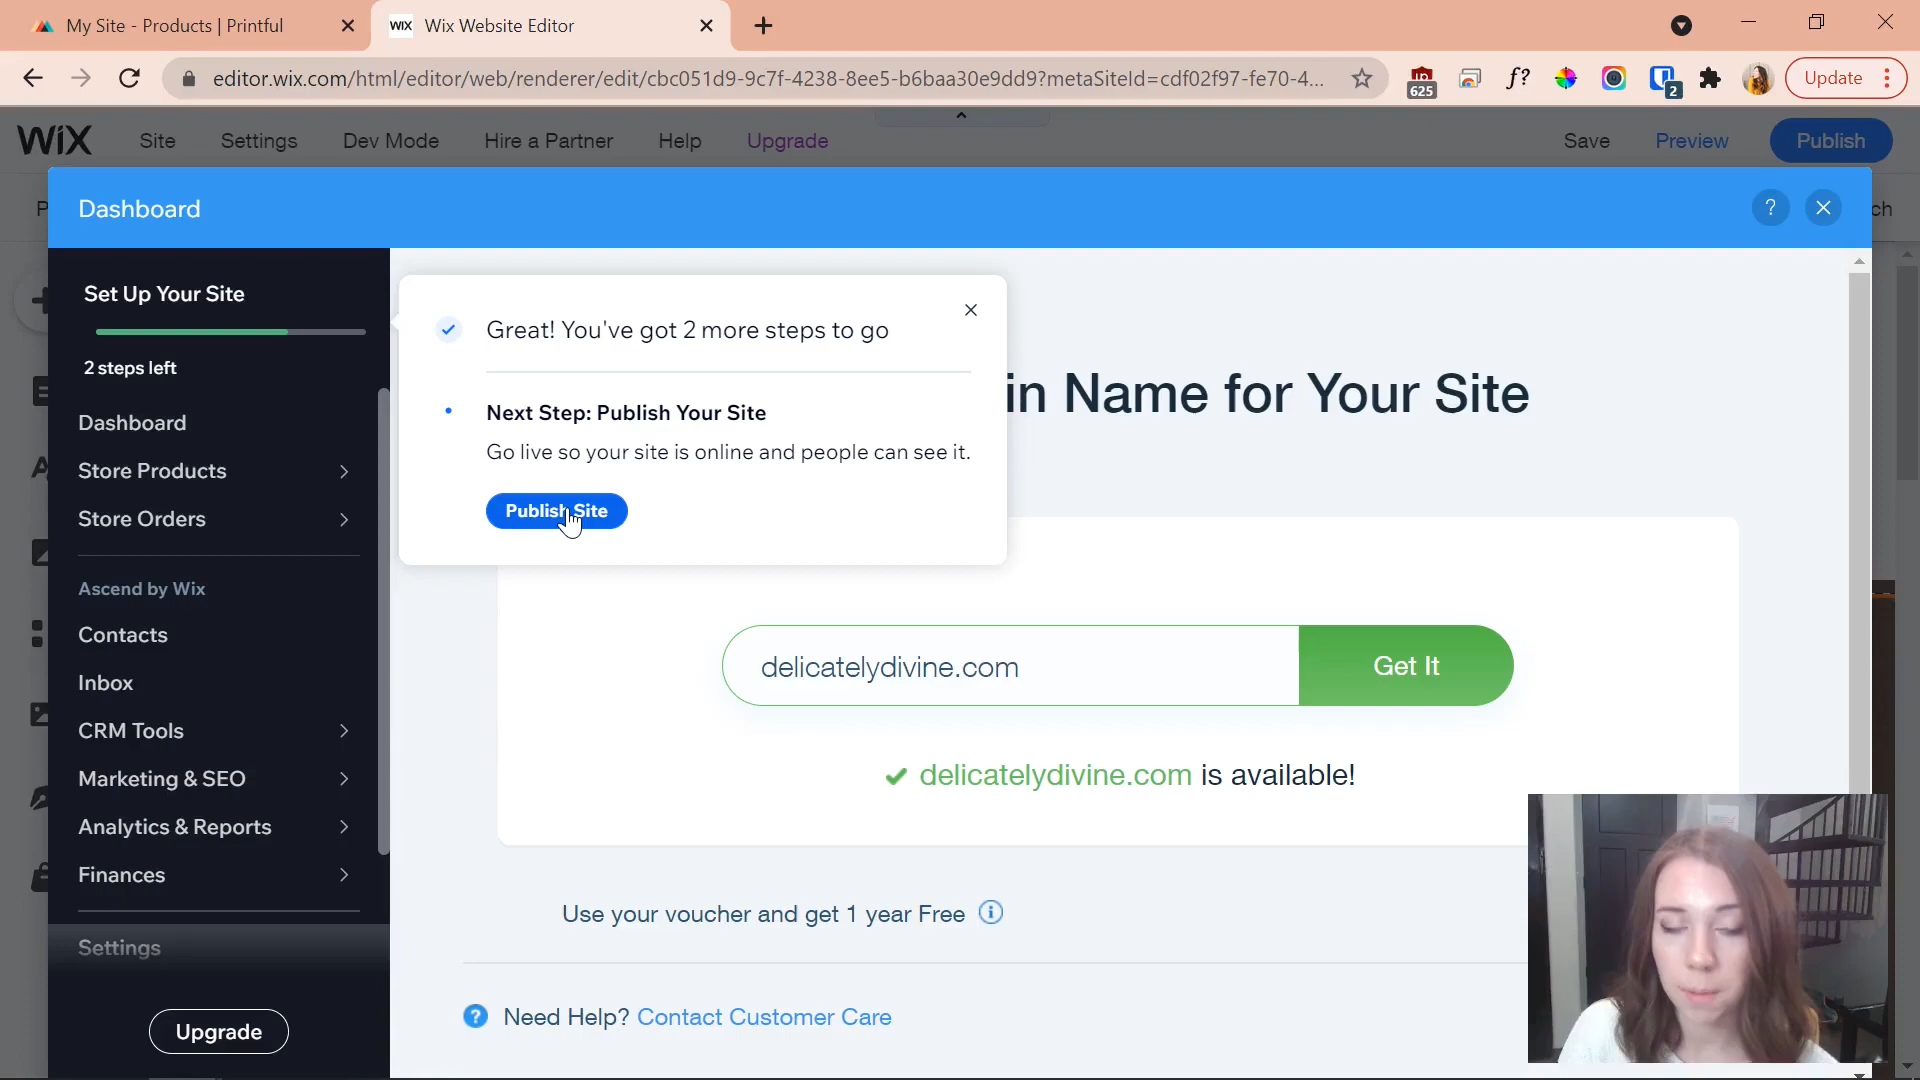 My Site - Products | Printful
WiX Wix Website Editor
editor.wix.com/html/editor/web/renderer/edit/cbc051d9-9c7f-4238-8ee5-b6baa30e9dd9?metaSiteId=cdf02f97-fe70-4...
625
f?
2
Update
WiX Site Settings Dev Mode Hire a Partner Help Upgrade Save Preview Publish
P
ch
Dashboard
?
Set Up Your Site
2 steps left
Dashboard
Store Products
Store Orders
Ascend by Wix
Contacts
Inbox
CRM Tools
Marketing & SEO
Analytics & Reports
Finances
Settings
Upgrade
Great! You've got 2 more steps to go
Next Step: Publish Your Site
Go live so your site is online and people can see it.
Publish Site
in Name for Your Site
delicatelydivine.com Get It
delicatelydivine.com is available!
Use your voucher and get 1 year Free
Need Help? Contact Customer Care